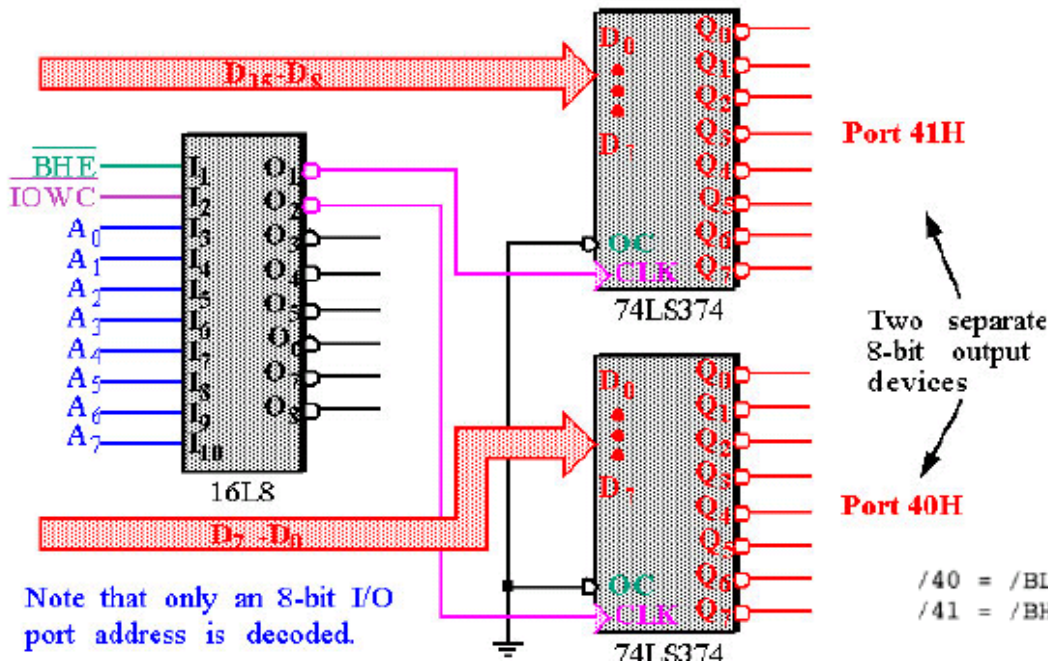 D15-D8
BHE
IOWC
A0
A1
A2
A3
A4
A5
A6
A7
I1
I2
I3
I4
I5
I6
I7
I8
I9
I10
O1
O2
O3
O4
O5
O6
O7
O8
16L8
D7 -D0
D0
D7
OC
CLK
Q0
Q1
Q2
Q3
Q4
Q5
Q6
Q7
74LS374
Port 41H
Two separate
8-bit output
devices
D0
D7
OC
CLK
Q0
Q1
Q2
Q3
Q4
Q5
Q6
Q7
74LS374
Port 40H
Note that only an 8-bit I/O
port address is decoded.
/40 = /BL
/41 = /BH